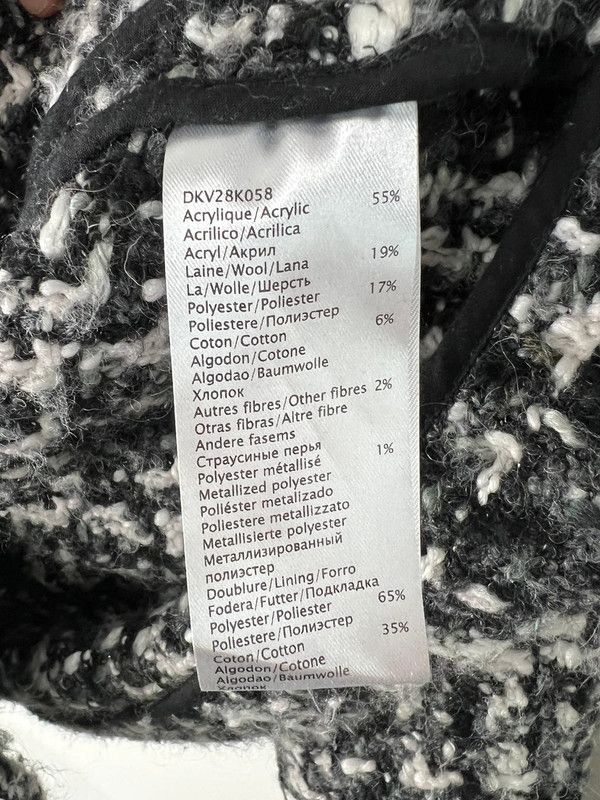 DKV28K058
Acrylique/Acrylic 55%
Acrilico/Acrilica
Acryl/Акрил
Laine/Wool/Lana 19%
La/Wolle/Шерсть
Polyester/Poliester 17%
Poliestere/Полиэстер
Coton/Cotton 6%
Algodon/Cotone
Algodao/Baumwolle
Хлопок
Autres fibres/Other fibres 2%
Otras fibras/Altre fibre
Andere fasems
Страусиные перья
Polyester métallisé 1%
Metallized polyester
Poliéster metalizado
Poliestere metallizzato
Metallisierte polyester
Металлизированный
полиэстер
Doublure/Lining/Forro
Fodera/Futter/Подкладка
Polyester/Poliester 65%
Poliestere/Полиэстер
Coton/Cotton 35%
Algodon/Cotone
Algodao/Baumwolle
Хлопок